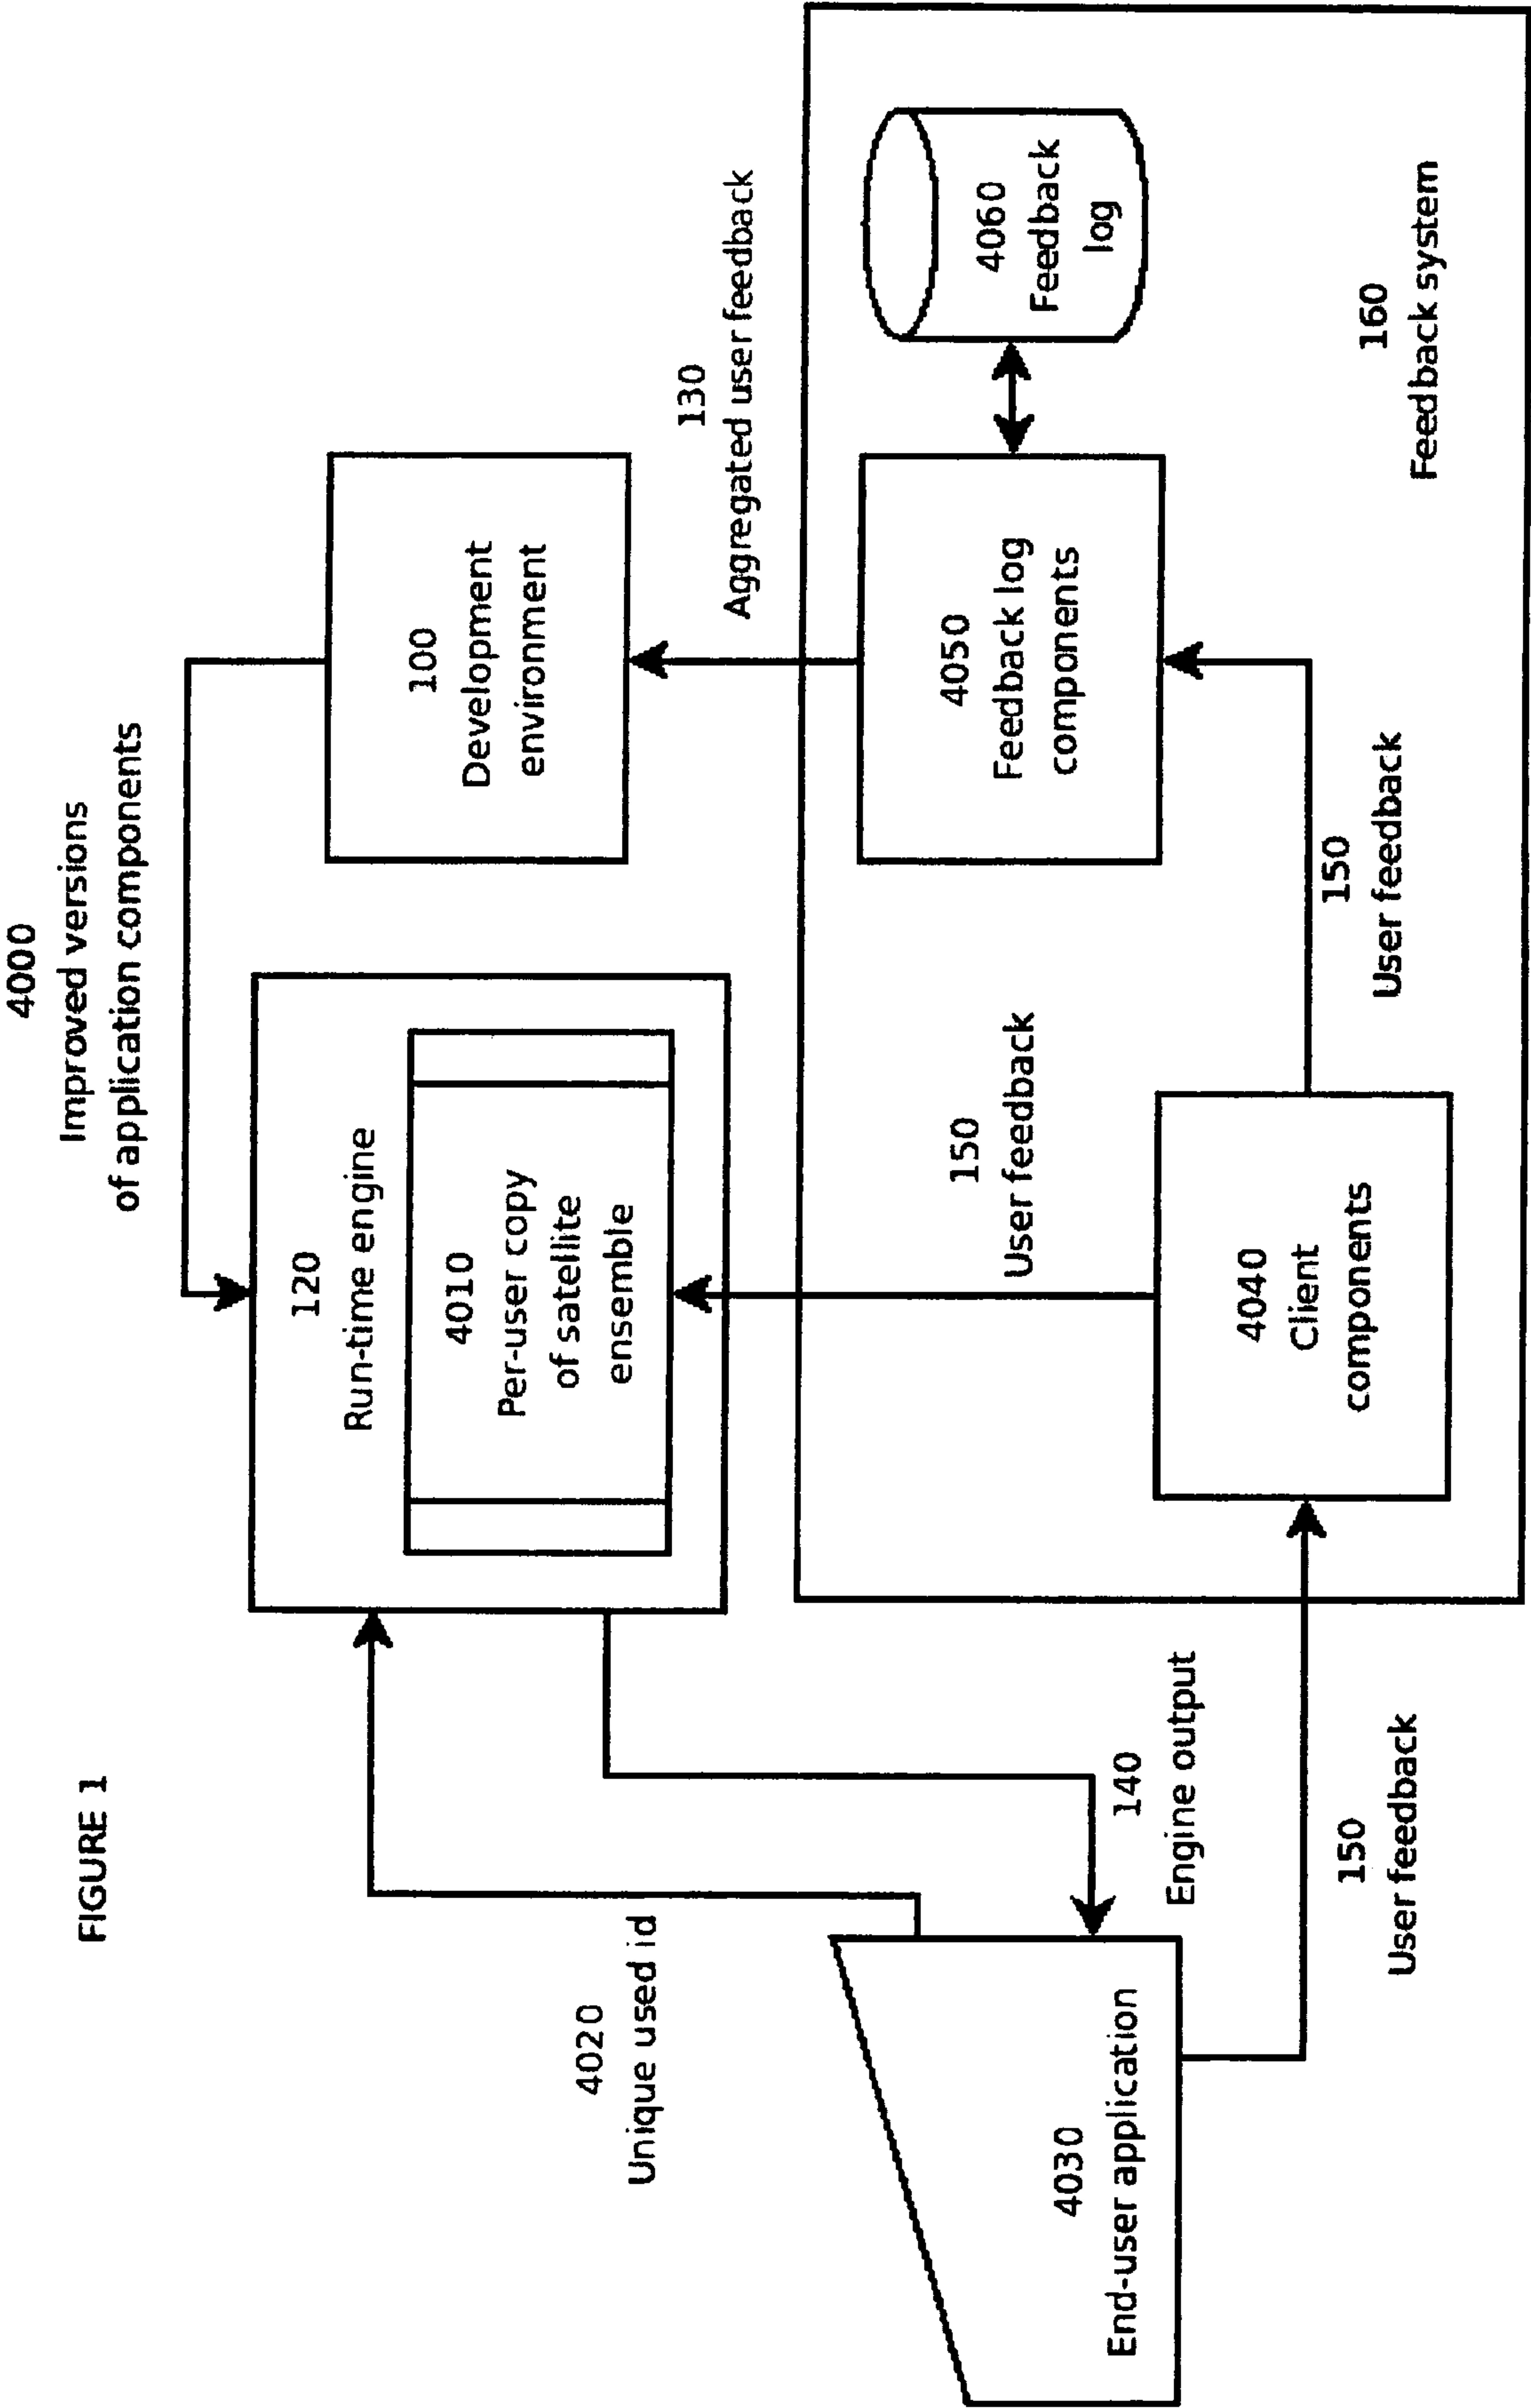 FIGURE 1
4000
Improved versions
of application components
120
Run-time engine
4010
Per-user copy
of satellite
ensemble
100
Development
environment
4020
Unique used id
130
Aggregated user feedback
4030
End-user application
140
Engine output
150
User feedback
150
User feedback
4040
Client
components
150
User feedback
4050
Feedback log
components
4060
Feedback
log
160
Feedback system